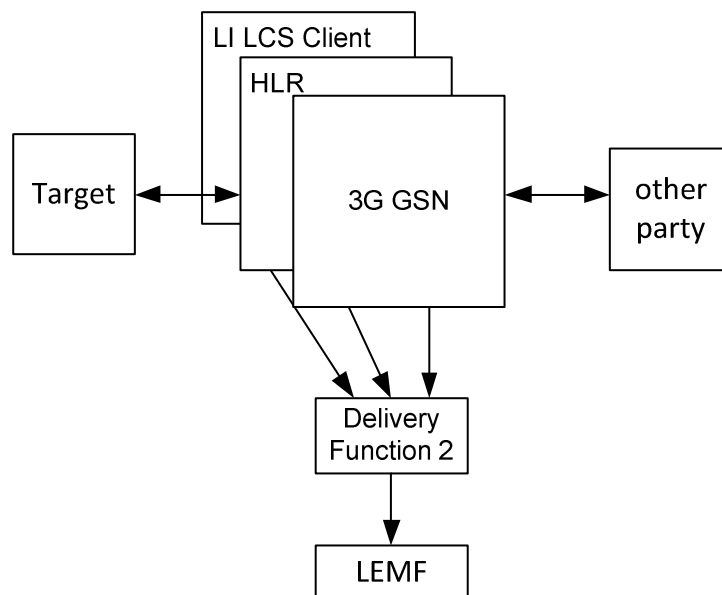 LI LCS Client
HLR
Target
3G GSN
other
party
Delivery
Function 2
LEMF